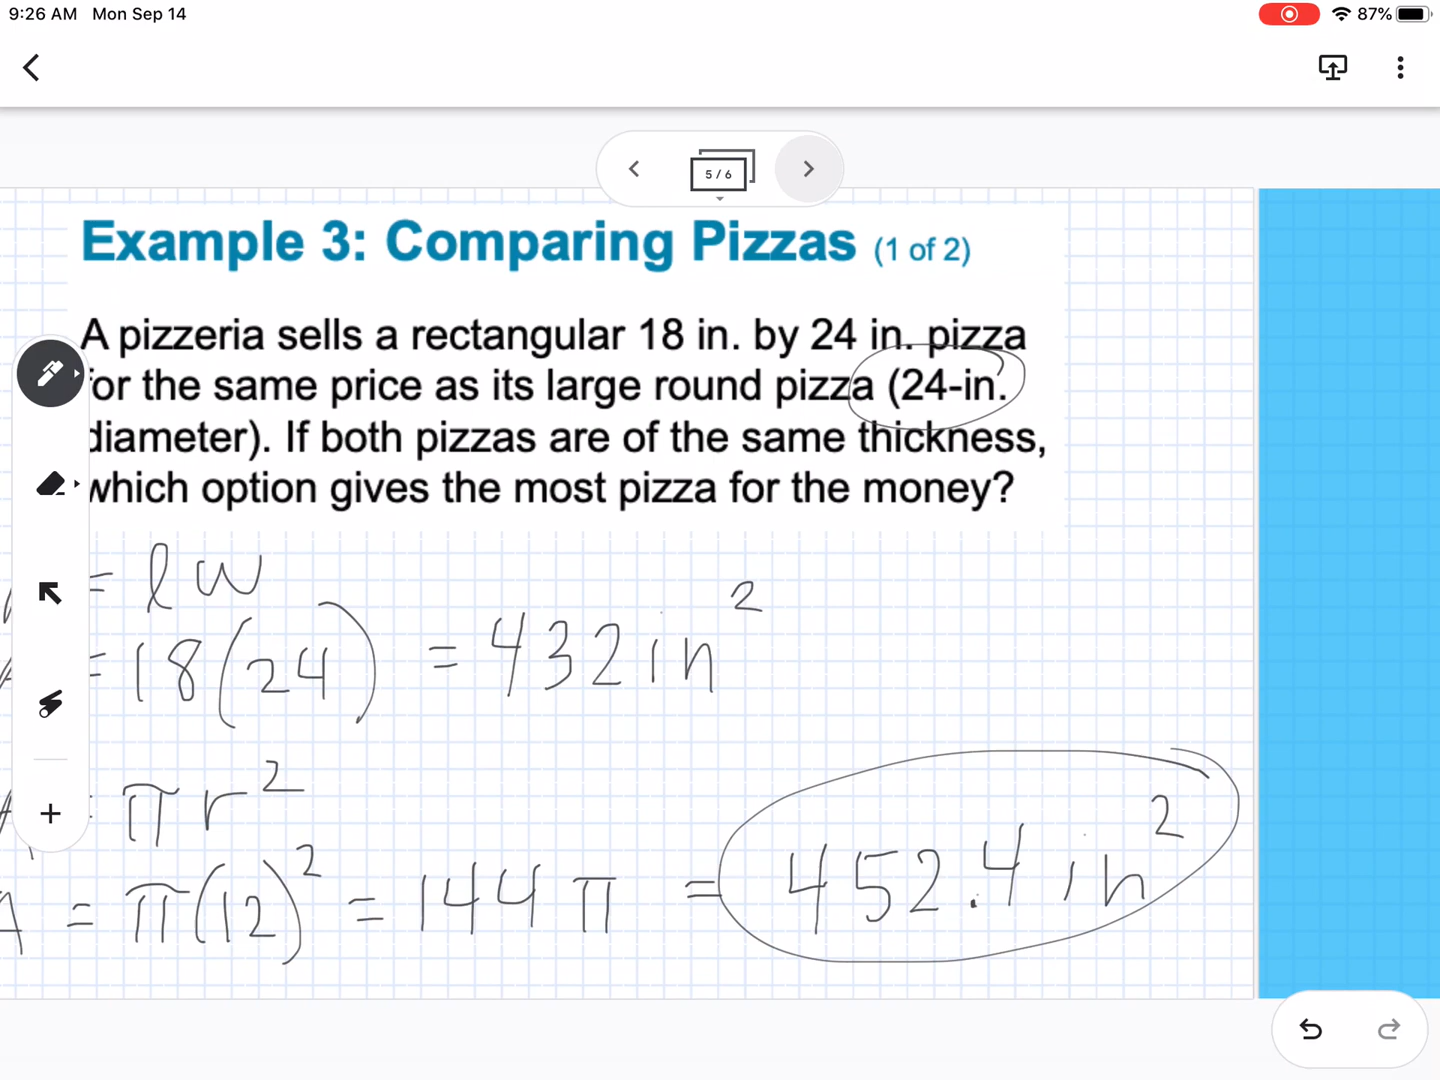 9:26 AM Mon Sep 14
87%
5 / 6
Example 3: Comparing Pizzas (1 of 2)
A pizzeria sells a rectangular 18 in. by 24 in. pizza
for the same price as its large round pizza (24-in.
diameter). If both pizzas are of the same thickness,
which option gives the most pizza for the money?
= l w
= 18(24) = 432 in²
= π r²
A = π(12)² = 144 π = 452.4 in²